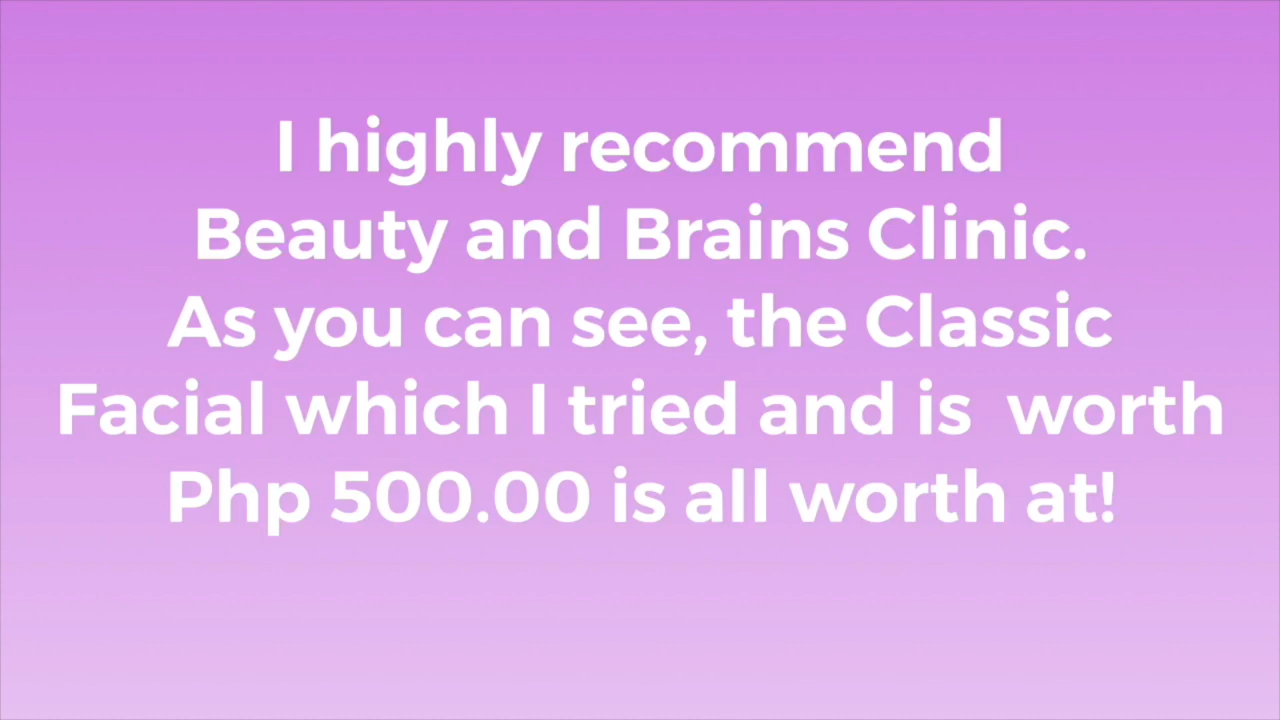 I highly recommend
Beauty and Brains Clinic.
As you can see, the Classic
Facial which I tried and is  worth
Php 500.00 is all worth at!